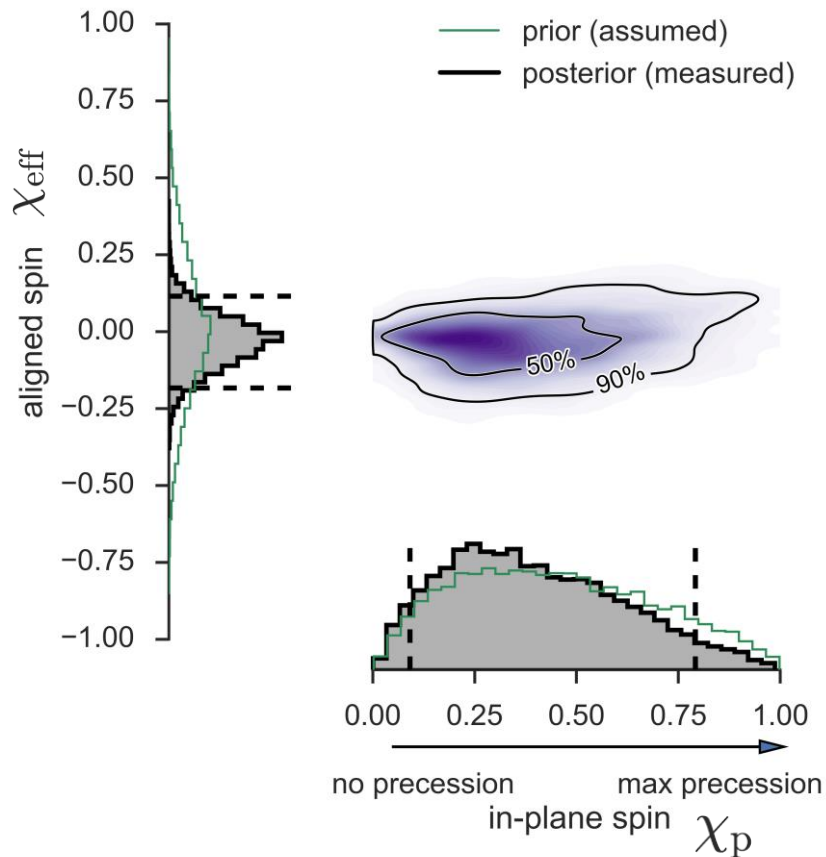 1.00
prior (assumed)
posterior (measured)
0.75
0.50
0.25
0.00
−0.25
−0.50
−0.75
−1.00
aligned spin χeff
50%
90%
0.00 0.25 0.50 0.75 1.00
no precession max precession
in-plane spin χp